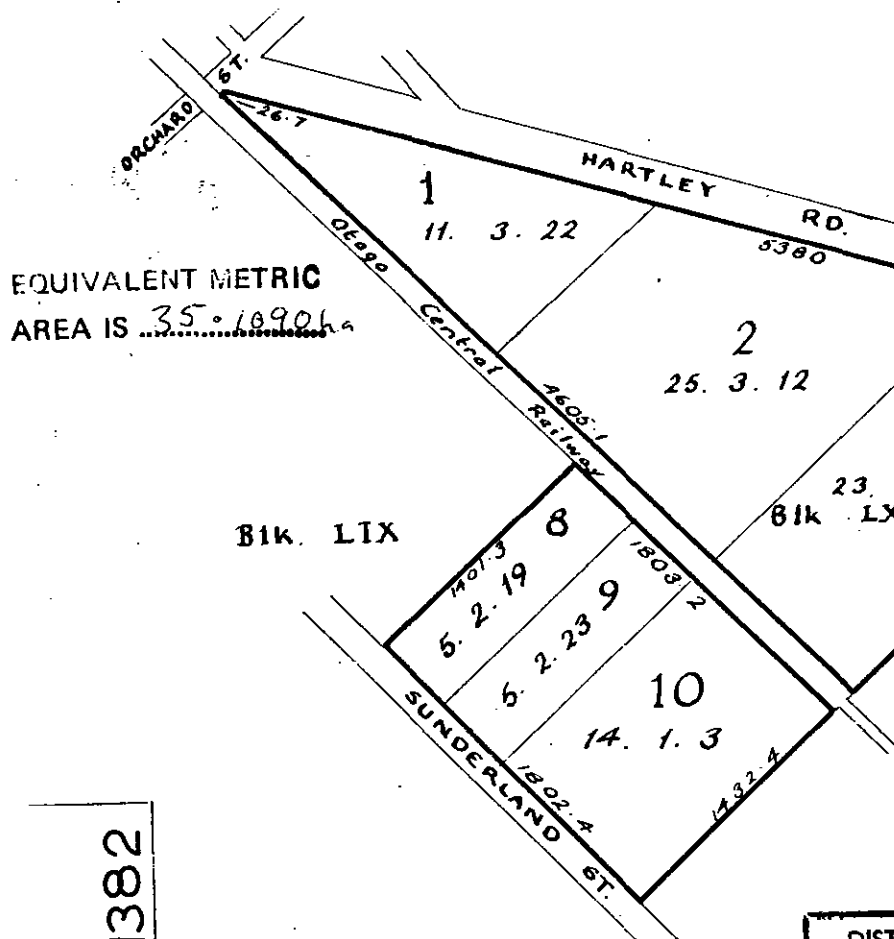 ORCHARD ST.
26.7
HARTLEY RD.
1
11. 3. 22
5380
Otago Central Railway
EQUIVALENT METRIC
AREA IS 35.1890ha
2
25. 3. 12
4605.1
23.
Blk LX
Blk. LIX
8
5. 2. 19
1401.3
1803.2
9
5. 2. 23
10
14. 1. 3
SUNDERLAND ST.
1802.4
1432.4
382
DIST